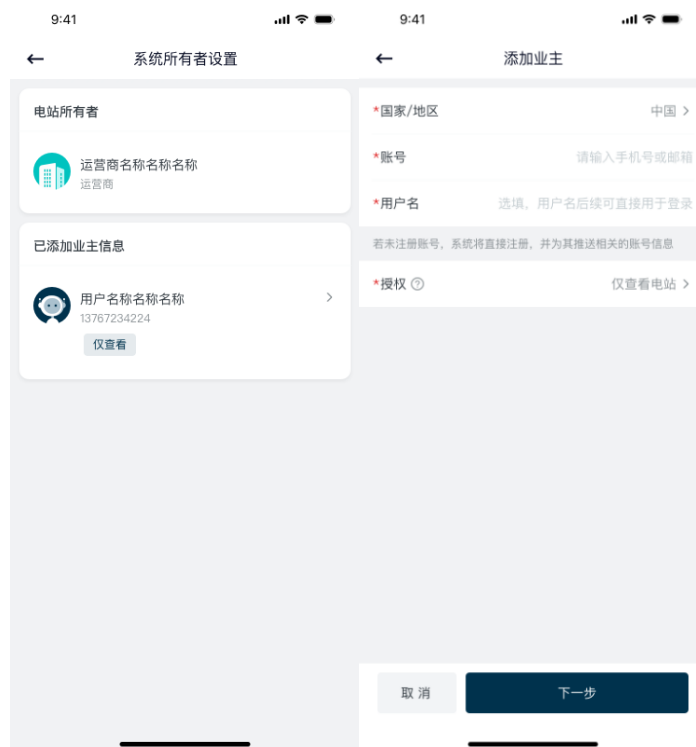 9:41
系统所有者设置
电站所有者
运营商名称名称名称
运营商
已添加业主信息
用户名称名称名称
13767234224
仅查看
9:41
添加业主
*国家/地区
中国
*账号
请输入手机号或邮箱
*用户名
选填，用户名后续可直接用于登录
若未注册账号，系统将直接注册，并为其推送相关的账号信息
*授权
仅查看电站
取消
下一步